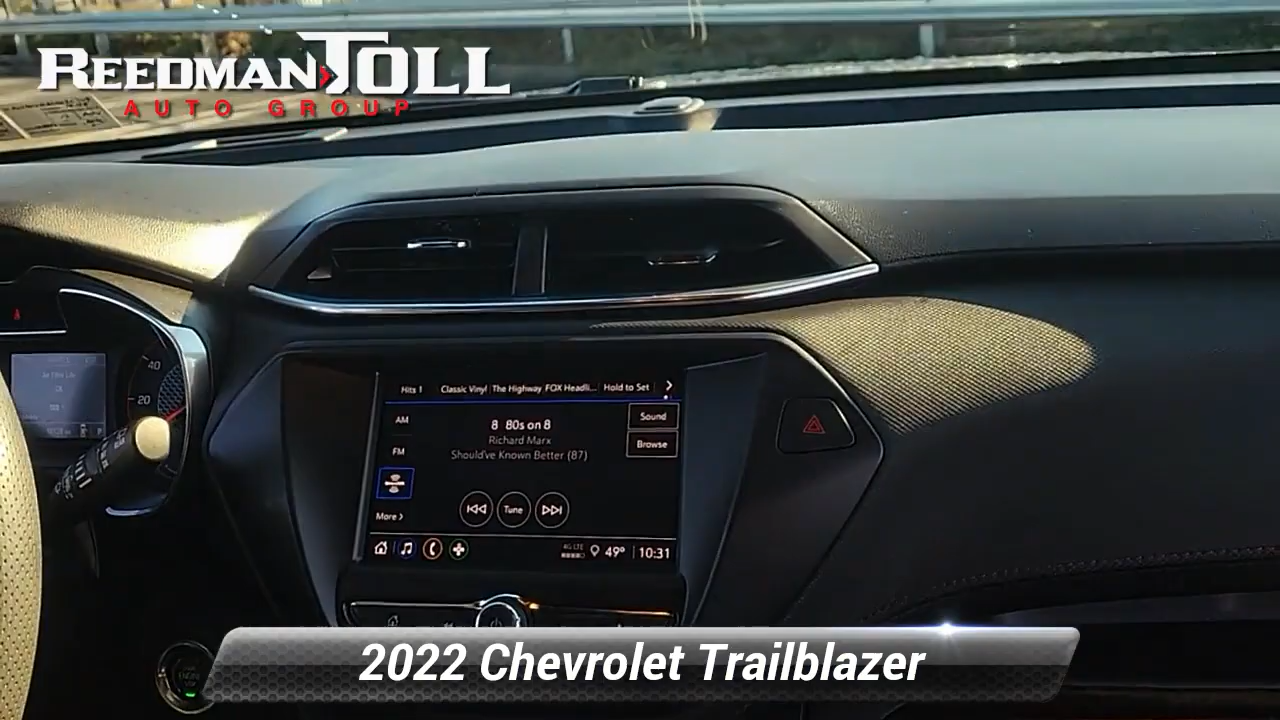 REEDMAN TOLL
AUTO GROUP
Hits 1 Classic Vinyl The Highway FOX Headli... Hold to Set
AM
8 80s on 8
Sound
Richard Marx
FM
Should've Known Better (87)
Browse
Tune
More
4G LTE
49° 10:31
40
20
2022 Chevrolet Trailblazer